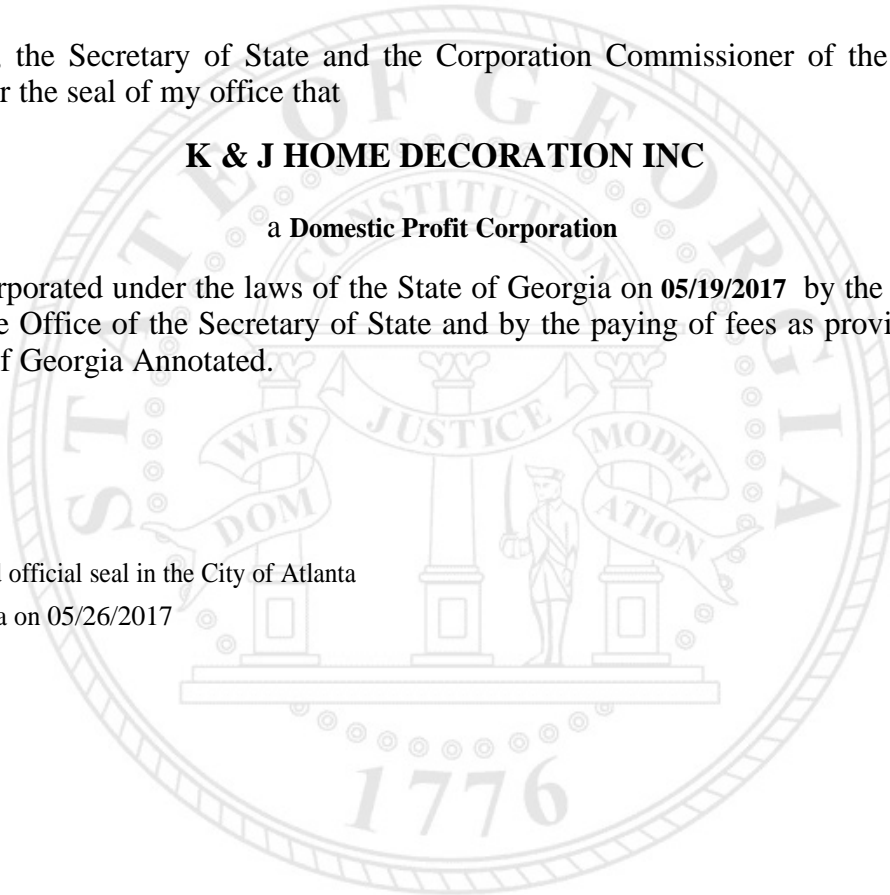 the Secretary of State and the Corporation Commissioner of the
r the seal of my office that
K & J HOME DECORATION INC
a Domestic Profit Corporation
rporated under the laws of the State of Georgia on 05/19/2017 by the
e Office of the Secretary of State and by the paying of fees as provi
f Georgia Annotated.
l official seal in the City of Atlanta
a on 05/26/2017
STATE OF GEORGIA
CONSTITUTION
WIS
DOM
JUSTICE
MODER
ATION
1776